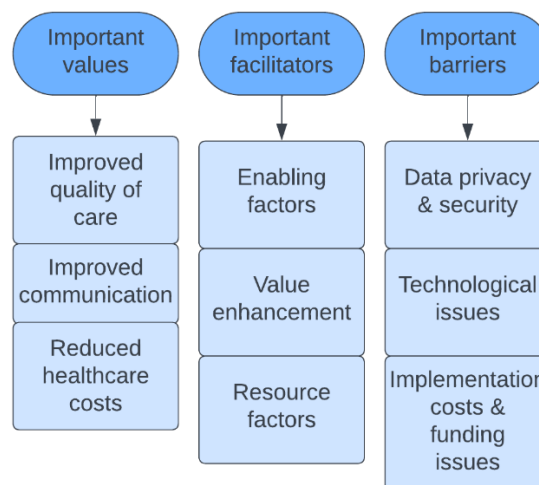 Important
values
Improved
quality of
care
Improved
communication
Reduced
healthcare
costs
Important
facilitators
Enabling
factors
Value
enhancement
Resource
factors
Important
barriers
Data privacy
& security
Technological
issues
Implementation
costs &
funding
issues